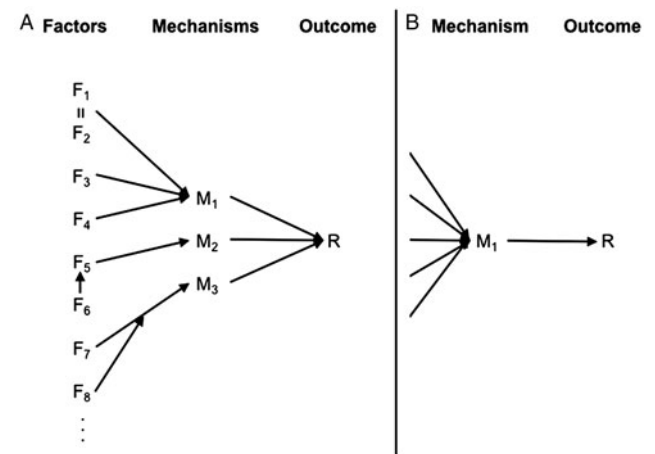 A Factors Mechanisms Outcome
F1
=
F2
F3
F4
F5
F6
F7
F8
⋮
M1
M2
M3
R
B Mechanism Outcome
M1 R